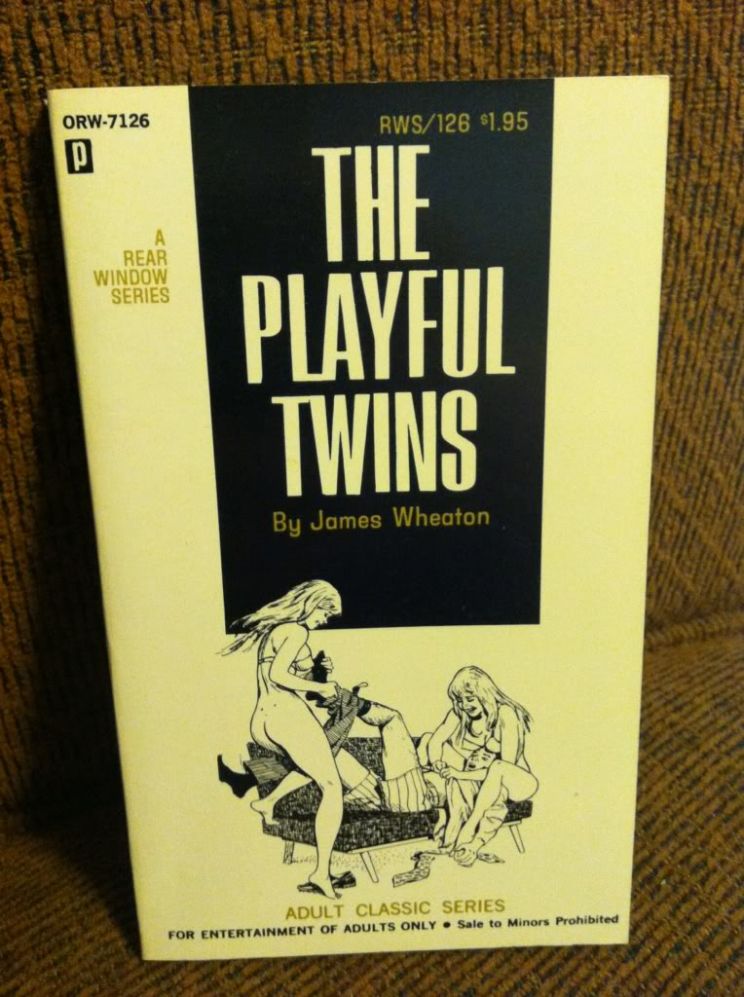 ORW-7126
p
RWS/126 $1.95
A
REAR
WINDOW
SERIES
THE
PLAYFUL
TWINS
By James Wheaton
ADULT CLASSIC SERIES
FOR ENTERTAINMENT OF ADULTS ONLY • Sale to Minors Prohibited